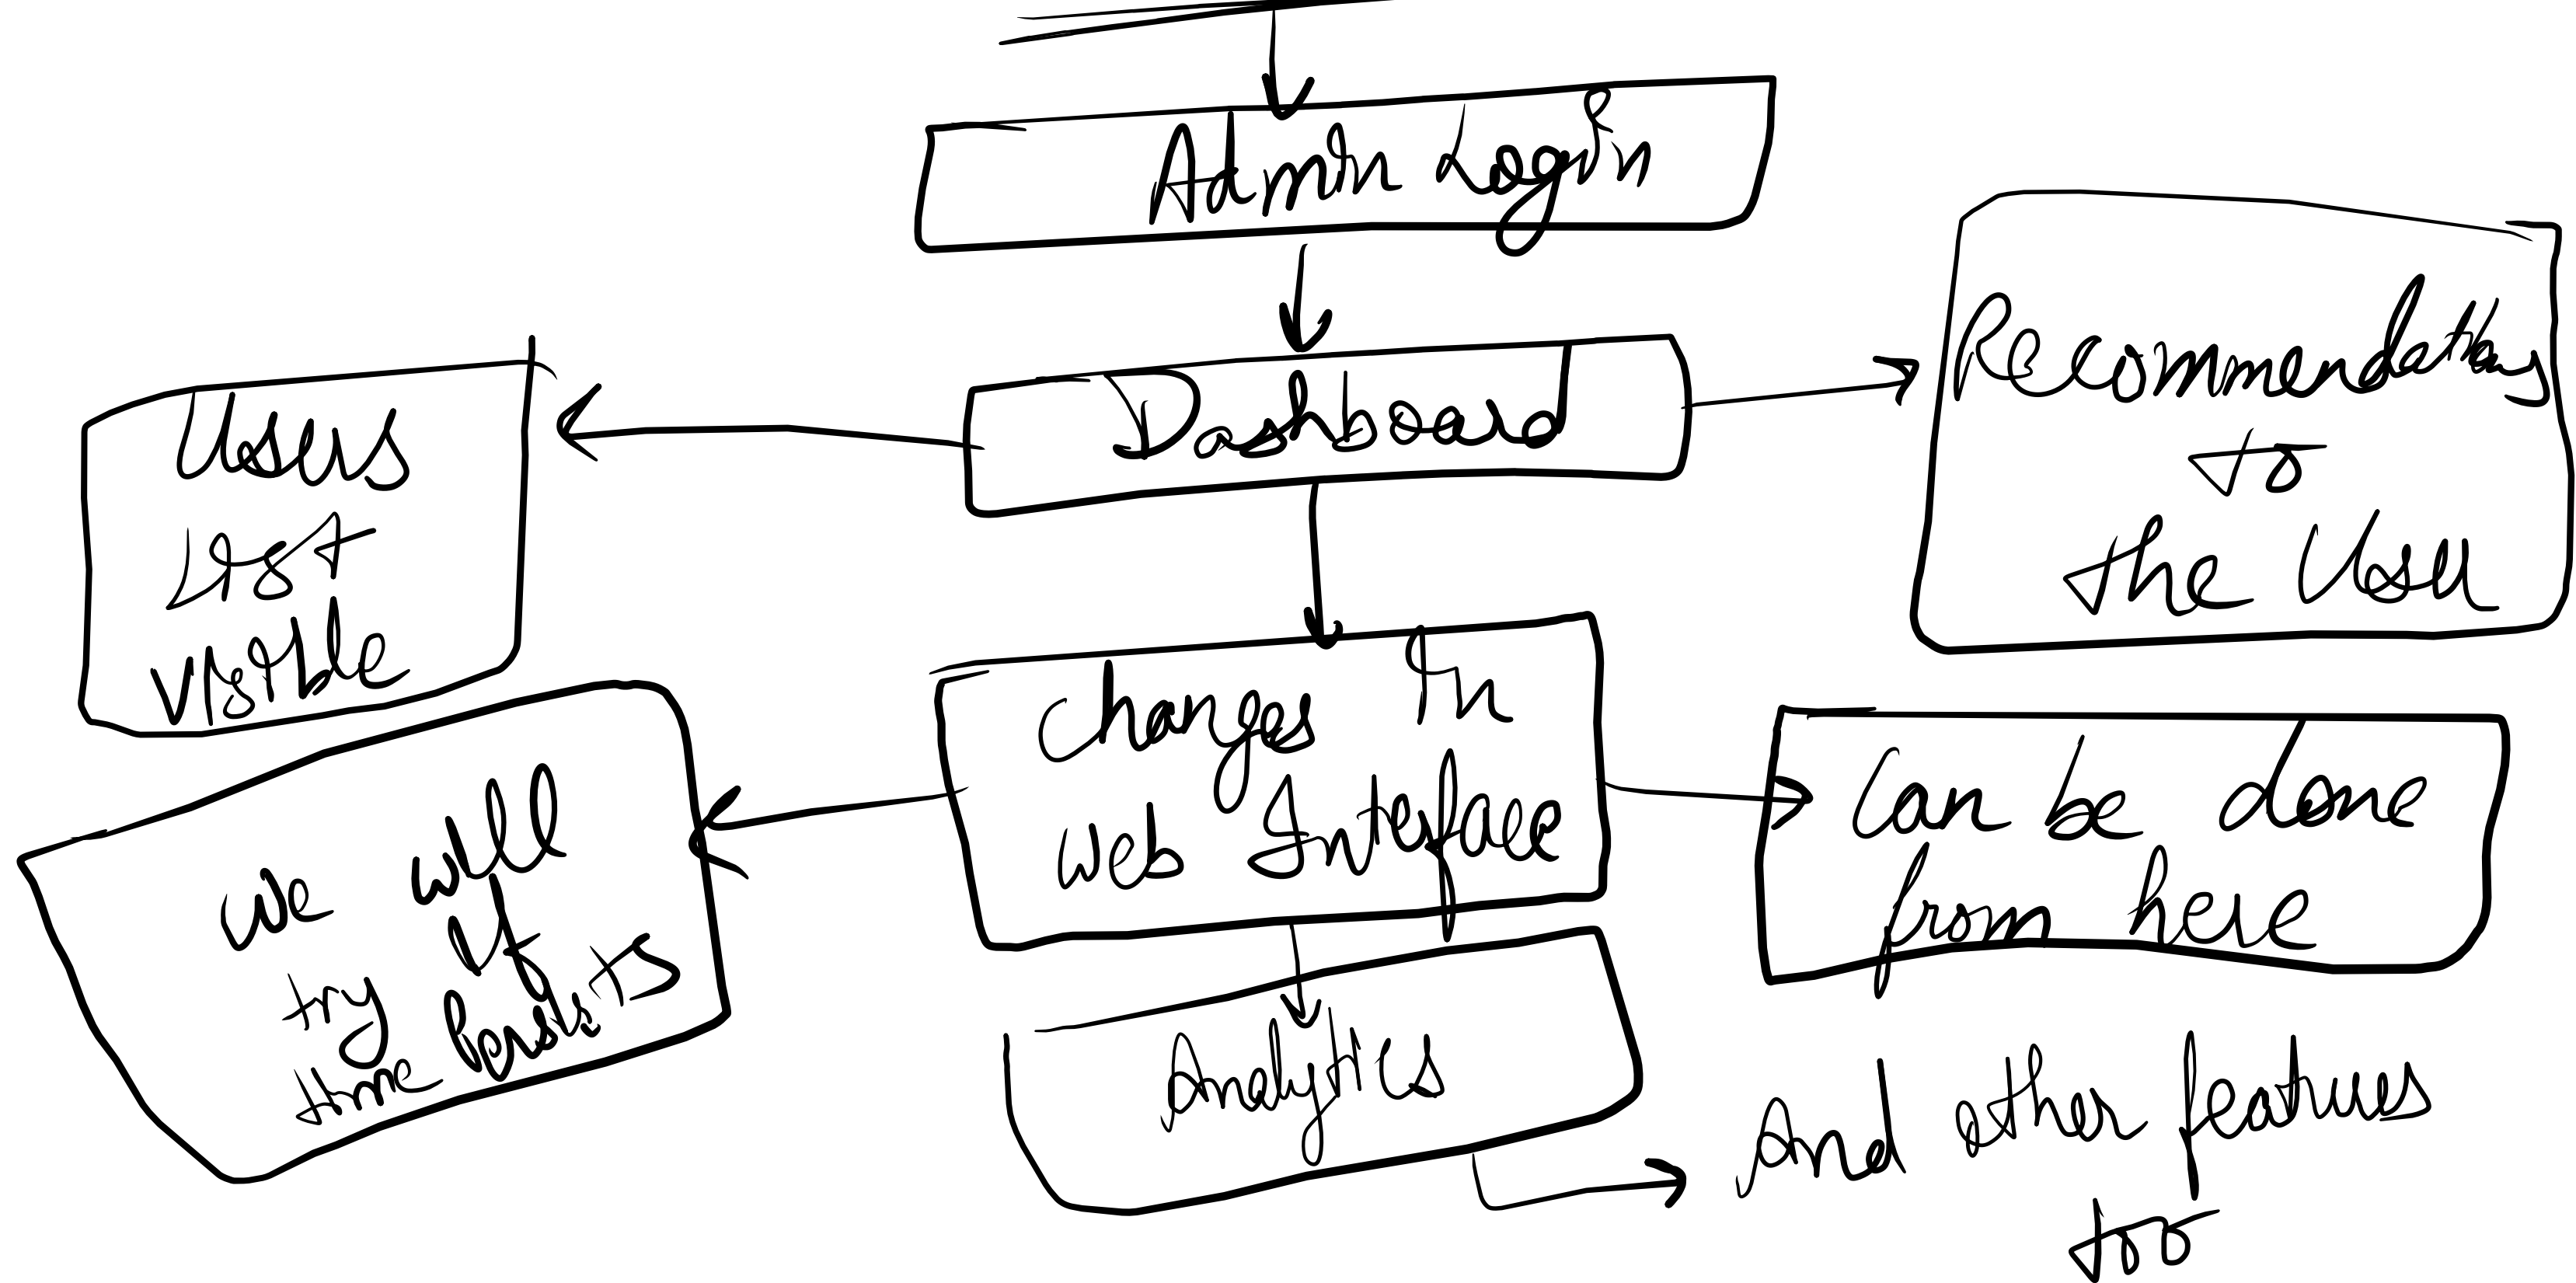 Admin Login
Dashboard
Users
list
visible
Recommendations
to
the User
Changes In
Web Interface
we will
try if
time Persists
Can be done
from here
Analytics
And other features
too